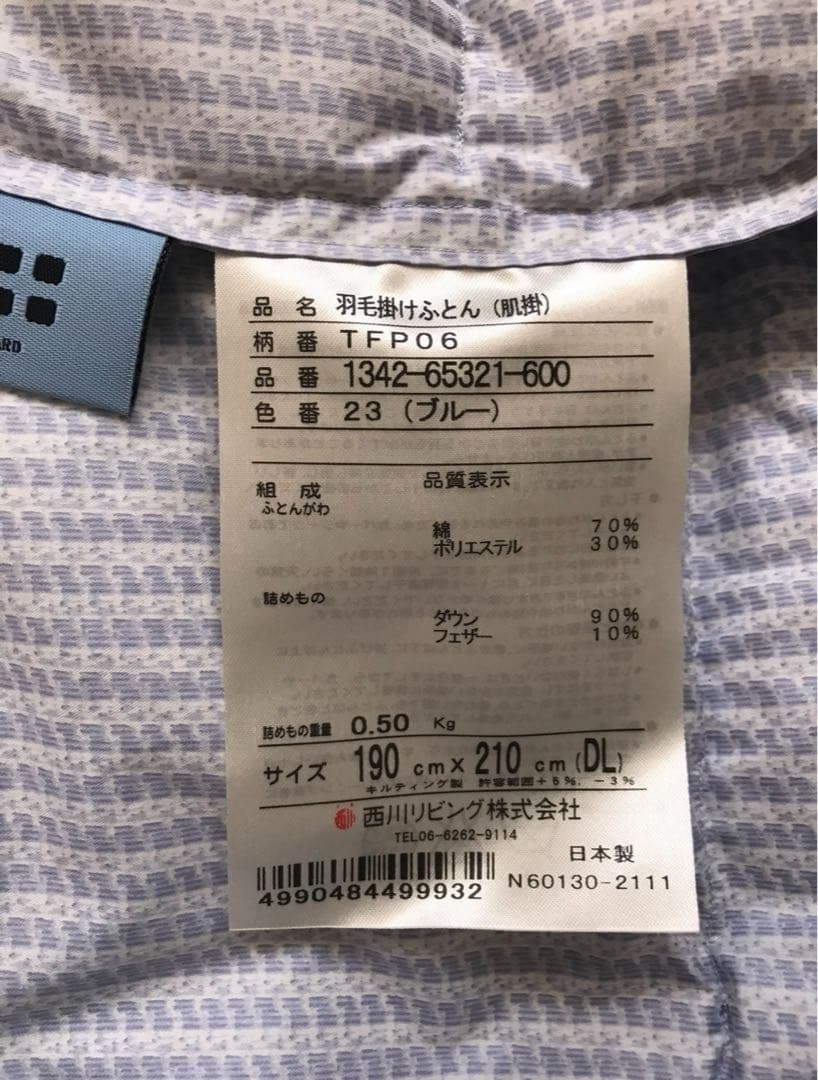 ARD
品 名 羽毛掛けふとん (肌掛)
柄 番 TFP06
品 番 1342-65321-600
色 番 23 (ブルー)
品質表示
組 成
ふとんがわ
綿 70%
ポリエステル 30%
詰めもの
ダウン 90%
フェザー 10%
詰めもの重量 0.50 Kg
サイズ 190 cm×210 cm(DL)
キルティング製 許容範囲+5%, -3%
西川リビング株式会社
TEL06-6262-9114
日本製
4990484499932
N60130-2111